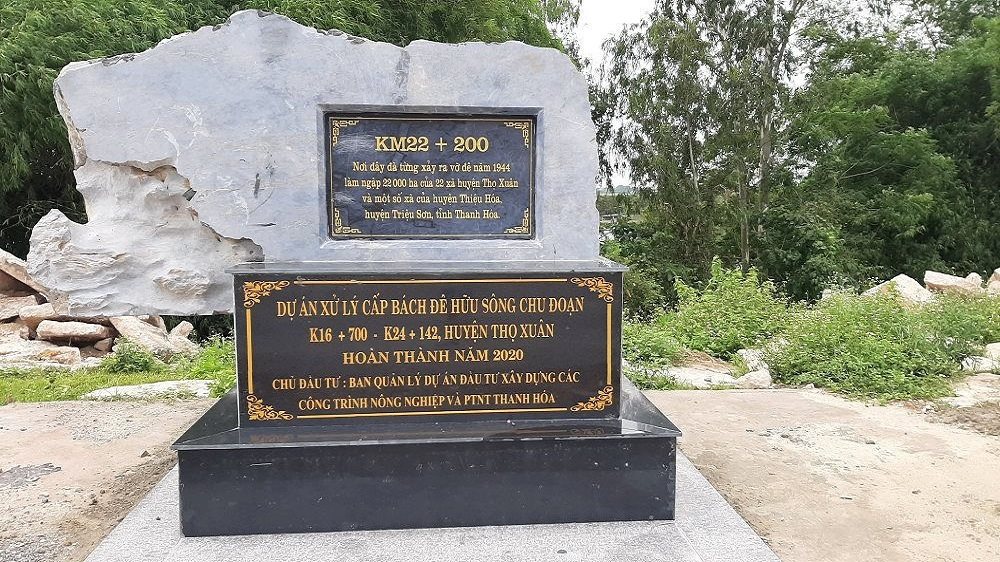 KM22 + 200
Nơi đây đã từng xảy ra vỡ đê năm 1944
làm ngập 22 000 ha của 22 xã huyện Thọ Xuân
và một số xã của huyện Thiệu Hóa,
huyện Triệu Sơn, tỉnh Thanh Hóa.
DỰ ÁN XỬ LÝ CẤP BÁCH ĐÊ HỮU SÔNG CHU ĐOẠN
K16 + 700 - K24 + 142, HUYỆN THỌ XUÂN
HOÀN THÀNH NĂM 2020
CHỦ ĐẦU TƯ : BAN QUẢN LÝ DỰ ÁN ĐẦU TƯ XÂY DỰNG CÁC
CÔNG TRÌNH NÔNG NGHIỆP VÀ PTNT THANH HÓA